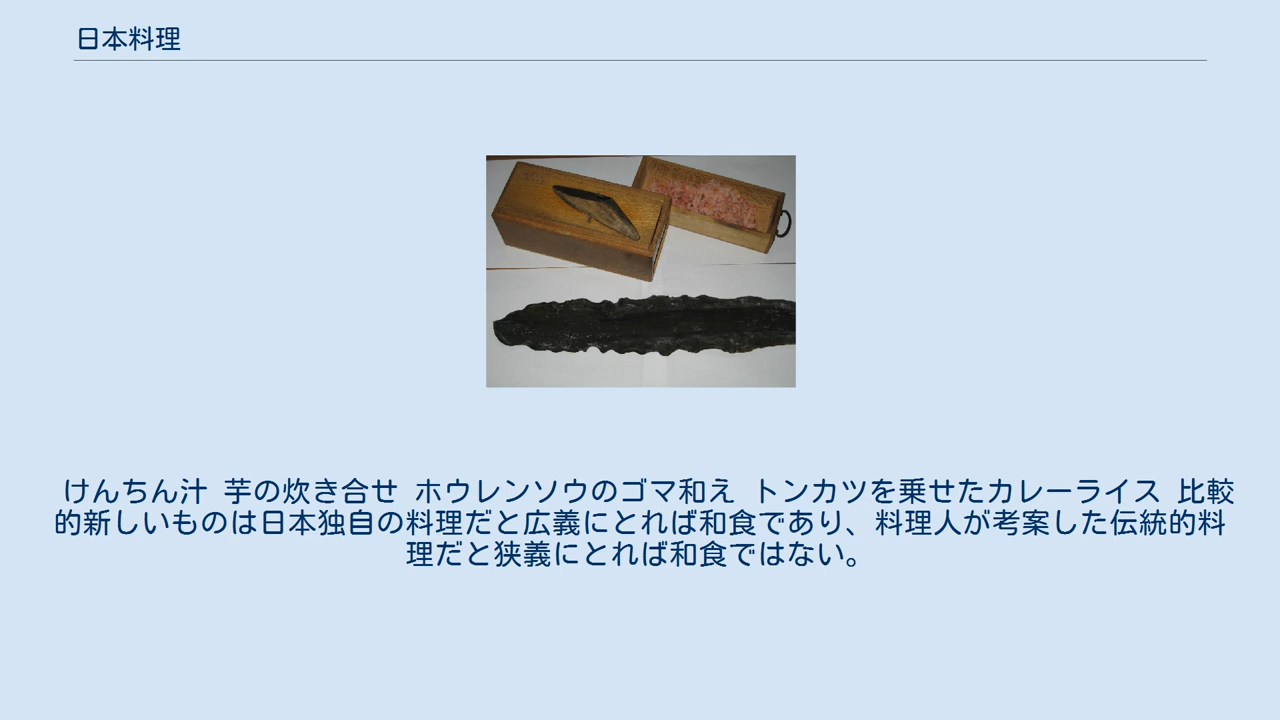 日本料理
けんちん汁 芋の炊き合せ ホウレンソウのゴマ和え トンカツを乗せたカレーライス 比較
的新しいものは日本独自の料理だと広義にとれば和食であり、料理人が考案した伝統的料
理だと狭義にとれば和食ではない。